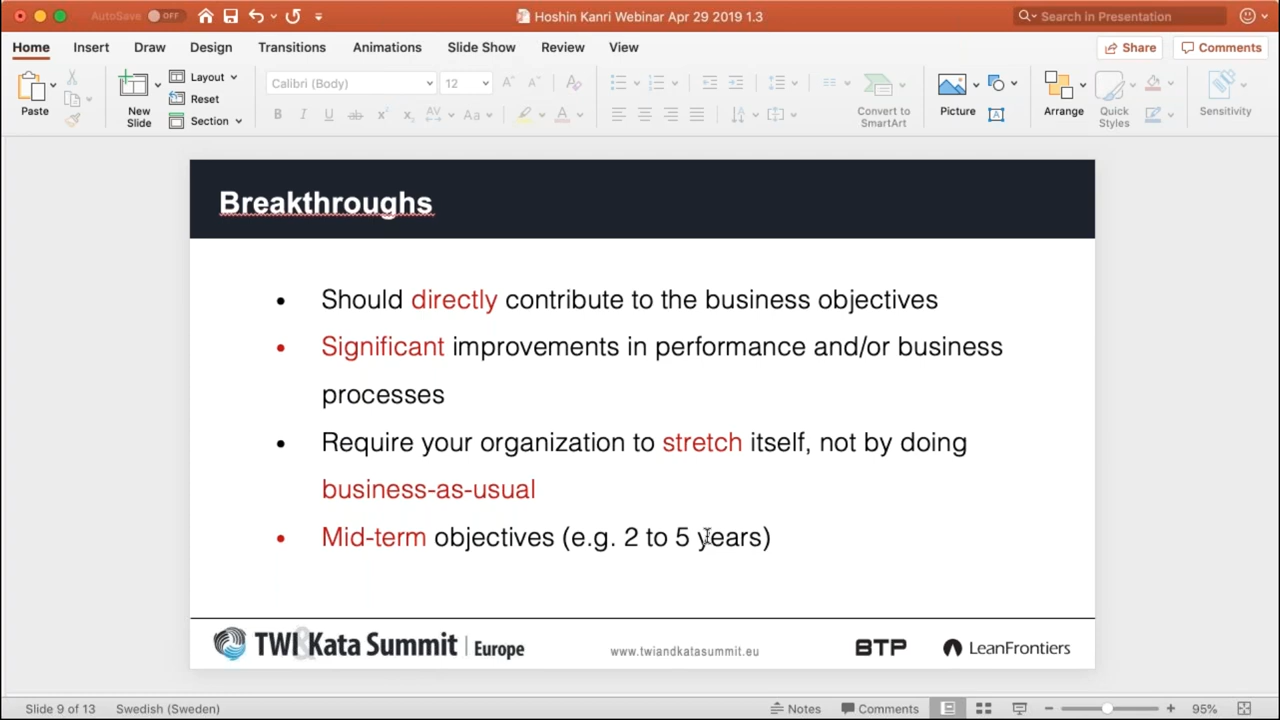 AutoSave OFF
Hoshin Kanri Webinar Apr 29 2019 1.3
Search in Presentation
Home Insert Draw Design Transitions Animations Slide Show Review View
Share Comments
Paste
New Slide
Layout
Reset
Section
Calibri (Body) 12
Convert to SmartArt
Picture
Arrange
Quick Styles
Sensitivity
Breakthroughs
• Should directly contribute to the business objectives
• Significant improvements in performance and/or business
processes
• Require your organization to stretch itself, not by doing
business-as-usual
• Mid-term objectives (e.g. 2 to 5 years)
TWI&Kata Summit | Europe
www.twiandkatasummit.eu
BTP
LeanFrontiers
Slide 9 of 13 Swedish (Sweden) Notes Comments 95%